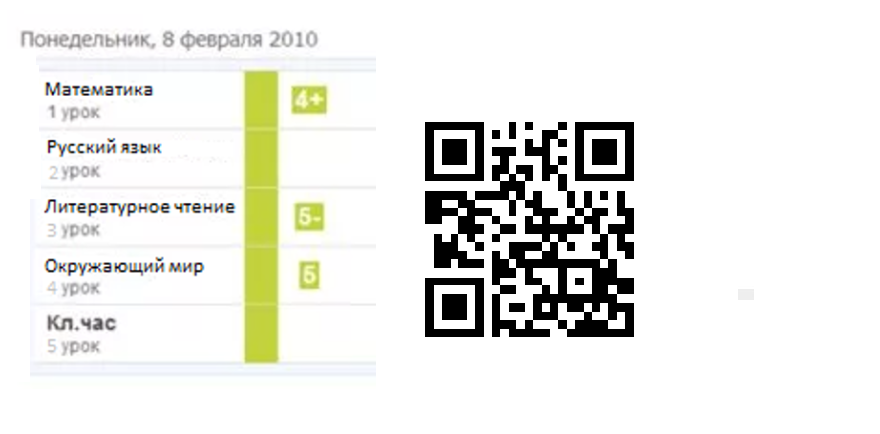 Понедельник, 8 февраля 2010
Математика
4+
1 урок
Русский язык
2 урок
Литературное чтение
5-
3 урок
Окружающий мир
5
4 урок
Кл.час
5 урок